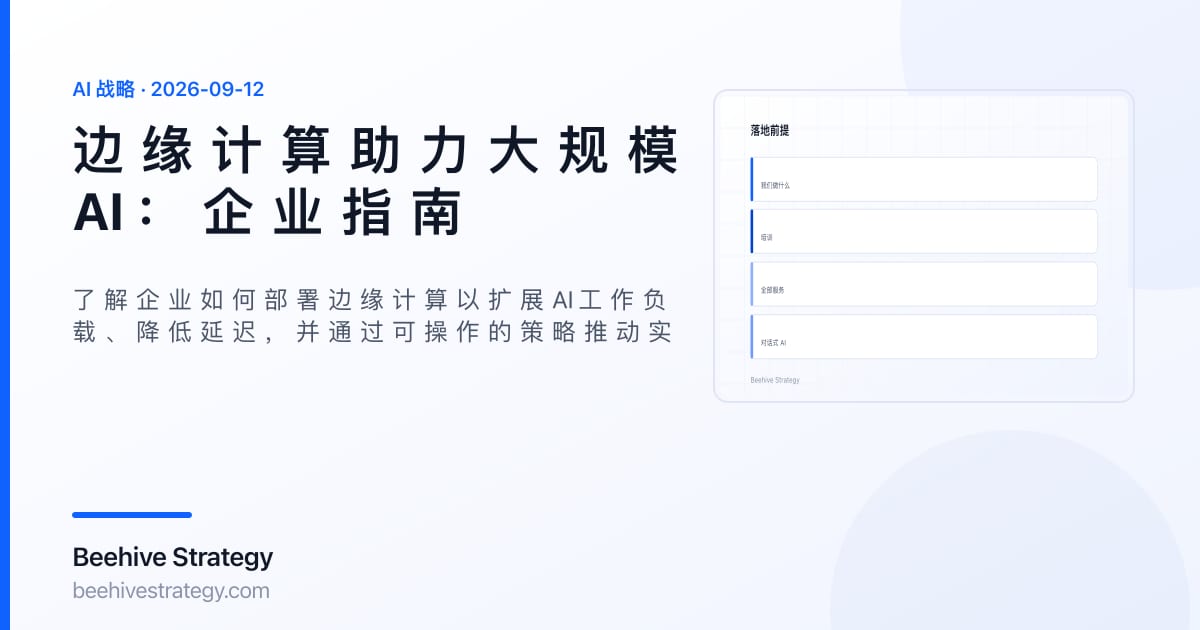 AI 战略 · 2026-09-12
边缘计算助力大规模
AI：企业指南
了解企业如何部署边缘计算以扩展AI工作负
载、降低延迟，并通过可操作的策略推动实
落地前提
我们做什么
培训
全部服务
对话式 AI
Beehive Strategy
Beehive Strategy
beehivestrategy.com